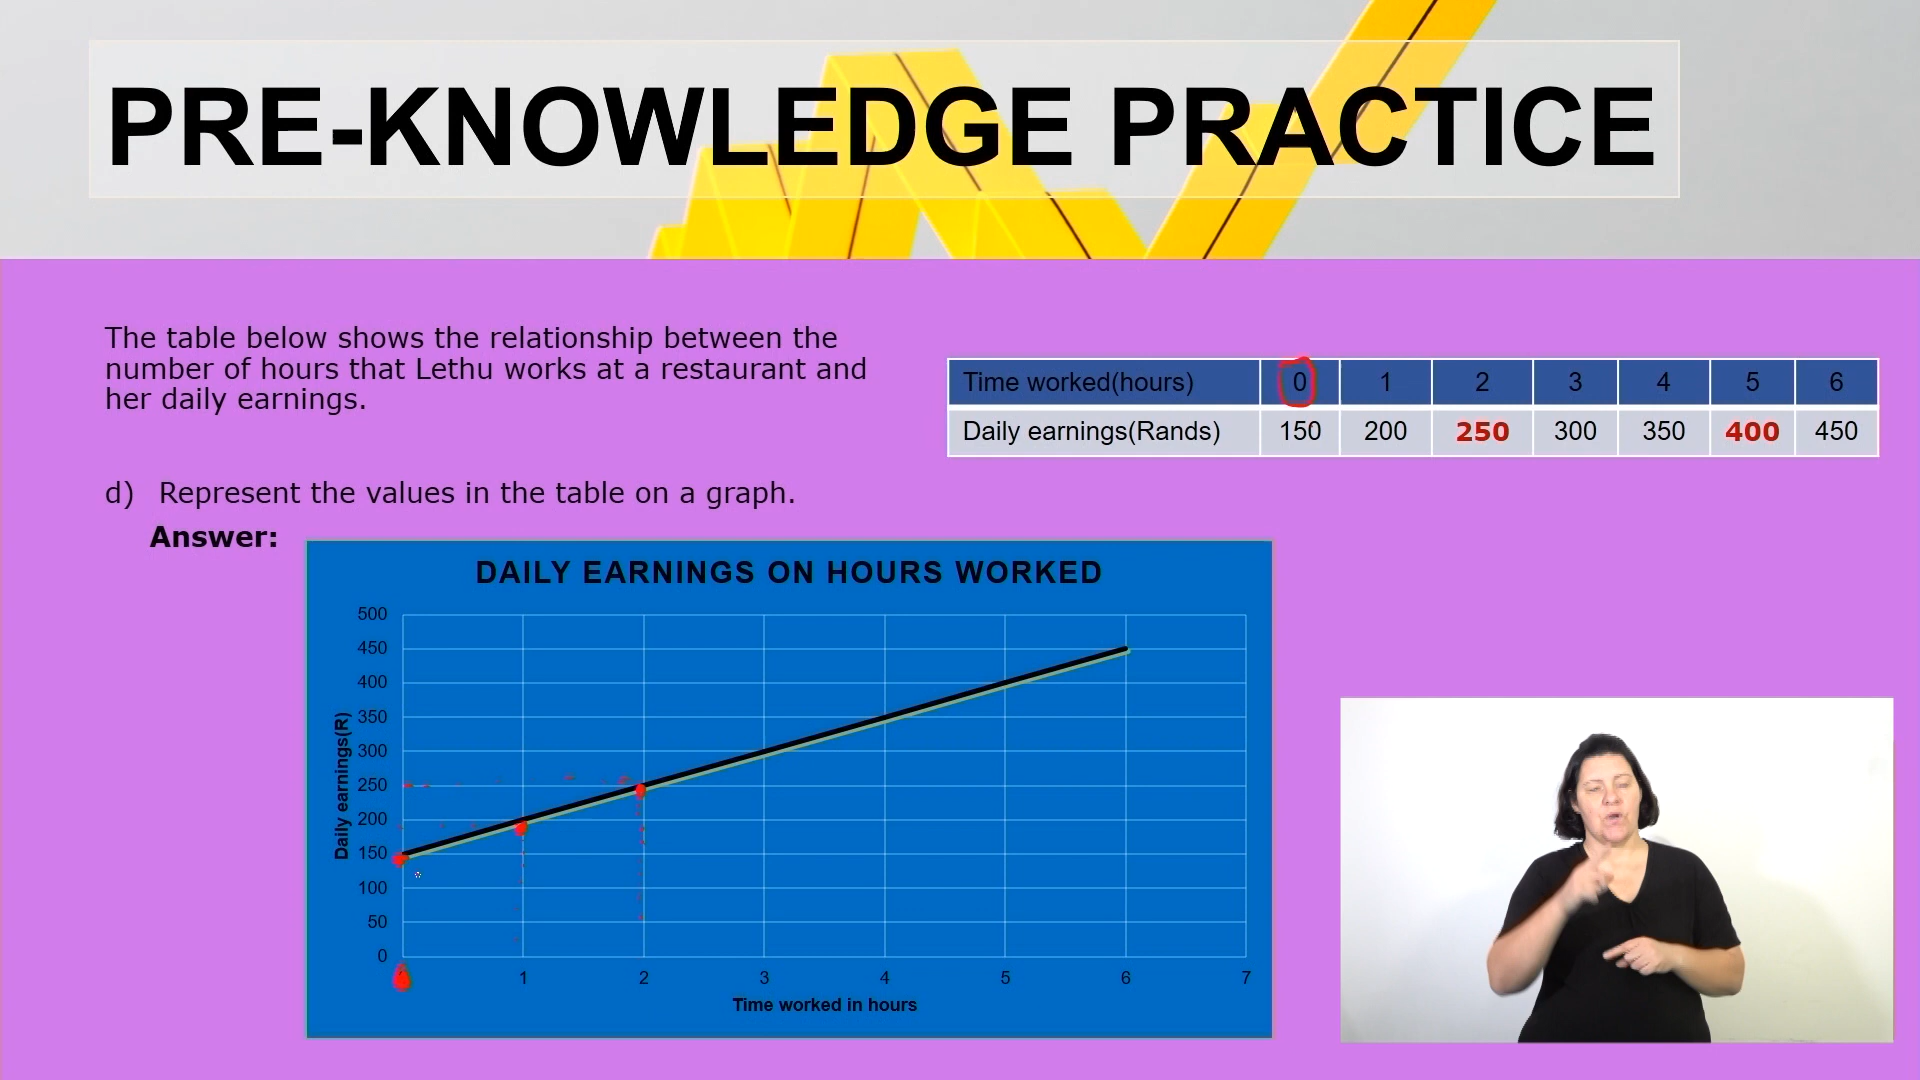 PRE-KNOWLEDGE PRACTICE
The table below shows the relationship between the
number of hours that Lethu works at a restaurant and
her daily earnings.
Time worked(hours) 0 1 2 3 4 5 6
Daily earnings(Rands) 150 200 250 300 350 400 450
d) Represent the values in the table on a graph.
Answer:
DAILY EARNINGS ON HOURS WORKED
500
450
400
350
300
250
200
150
100
50
0
Daily earnings(R)
1 2 3 4 5 6 7
Time worked in hours